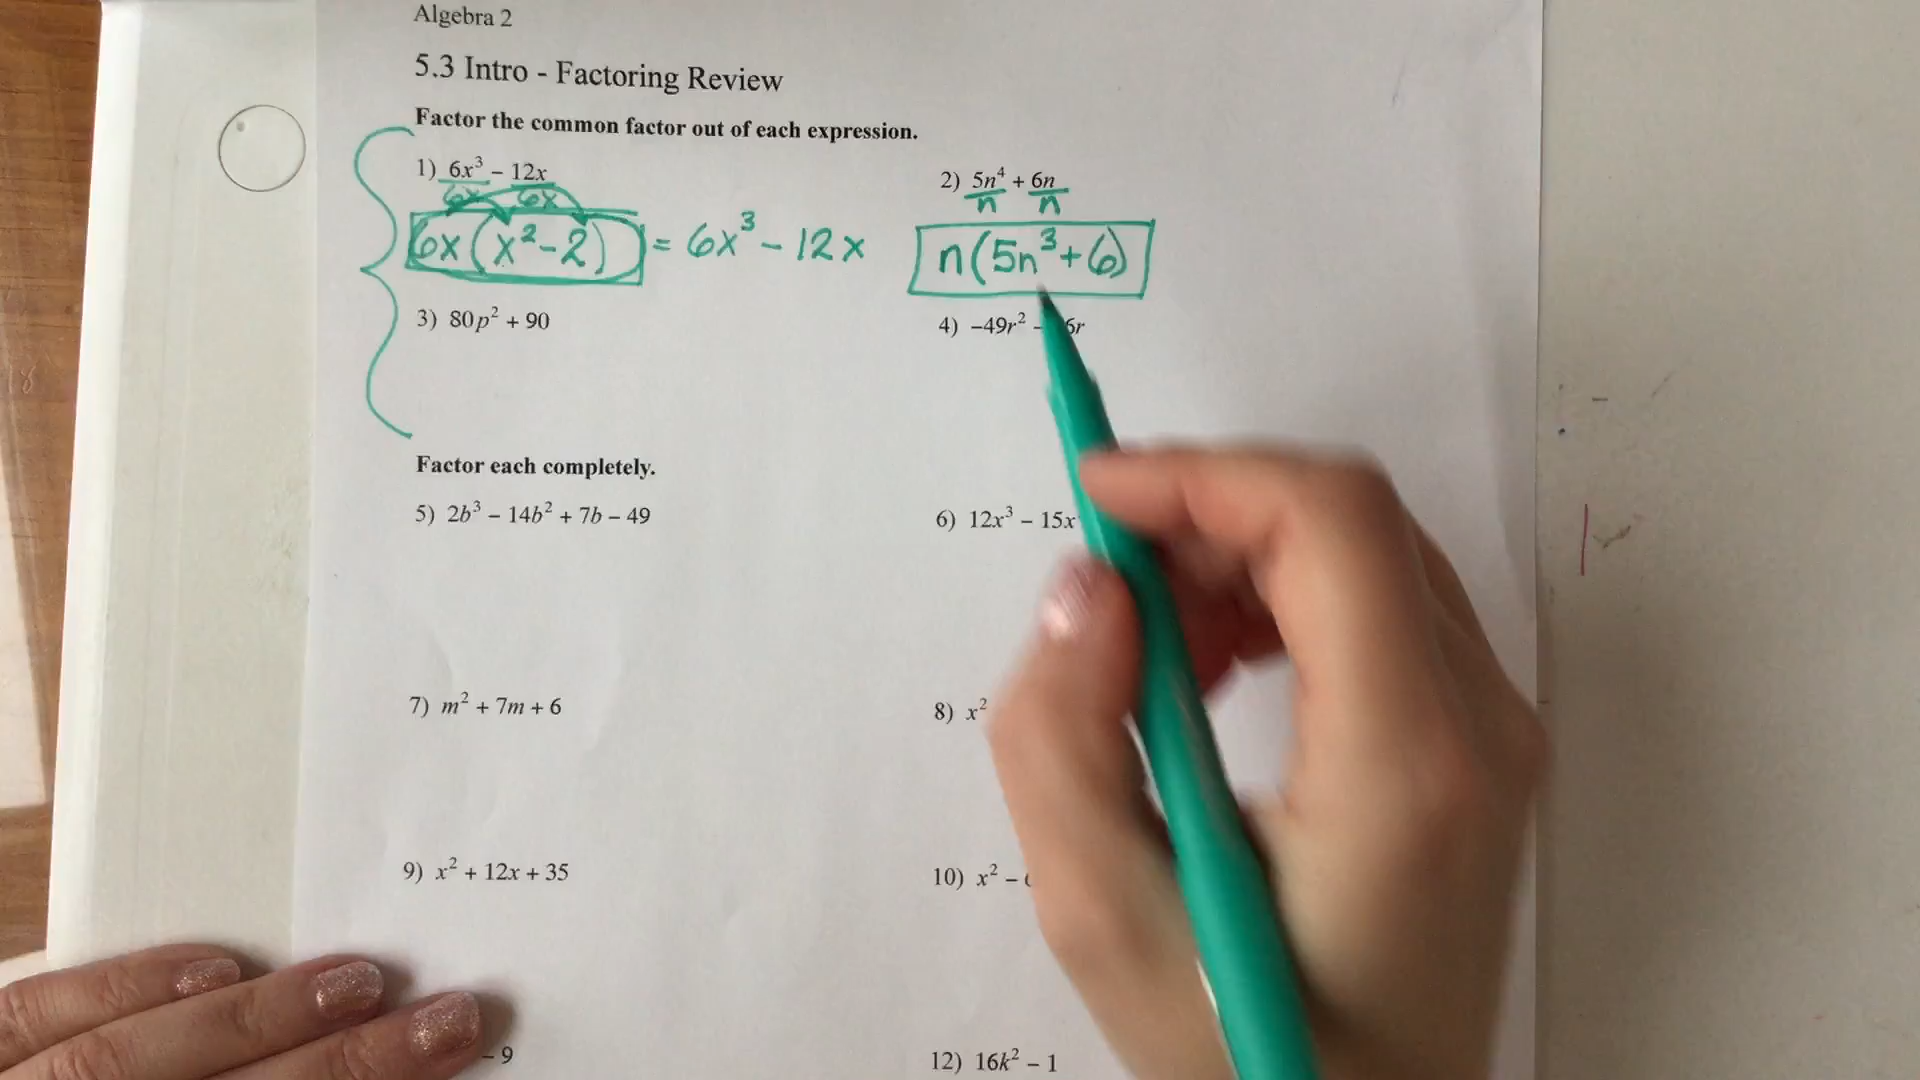 Algebra 2
5.3 Intro - Factoring Review
Factor the common factor out of each expression.
1) 6x³ – 12x
6x 6x
6x(x²-2) = 6x³ - 12x
2) 5n⁴ + 6n
n n
n(5n³+6)
3) 80p² + 90
4) –49r² – 6r
Factor each completely.
5) 2b³ – 14b² + 7b – 49
6) 12x³ – 15x
7) m² + 7m + 6
8) x²
9) x² + 12x + 35
10) x² –
– 9
12) 16k² – 1